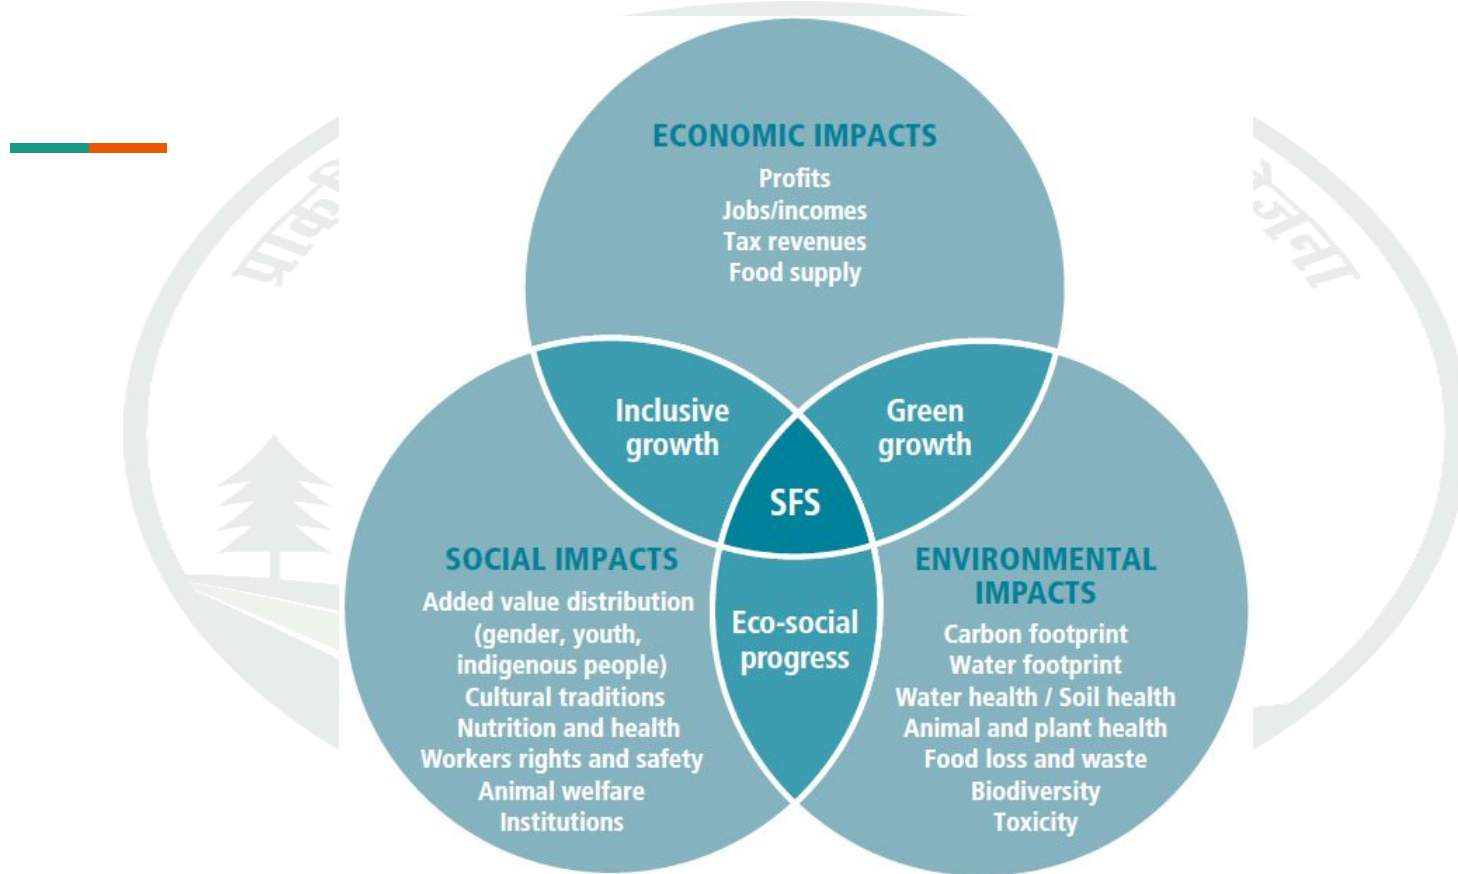 ECONOMIC IMPACTS
Profits
Jobs/incomes
Tax revenues
Food supply
Inclusive
growth
Green
growth
SFS
SOCIAL IMPACTS
Added value distribution
(gender, youth,
indigenous people)
Cultural traditions
Nutrition and health
Workers rights and safety
Animal welfare
Institutions
Eco-social
progress
ENVIRONMENTAL
IMPACTS
Carbon footprint
Water footprint
Water health / Soil health
Animal and plant health
Food loss and waste
Biodiversity
Toxicity